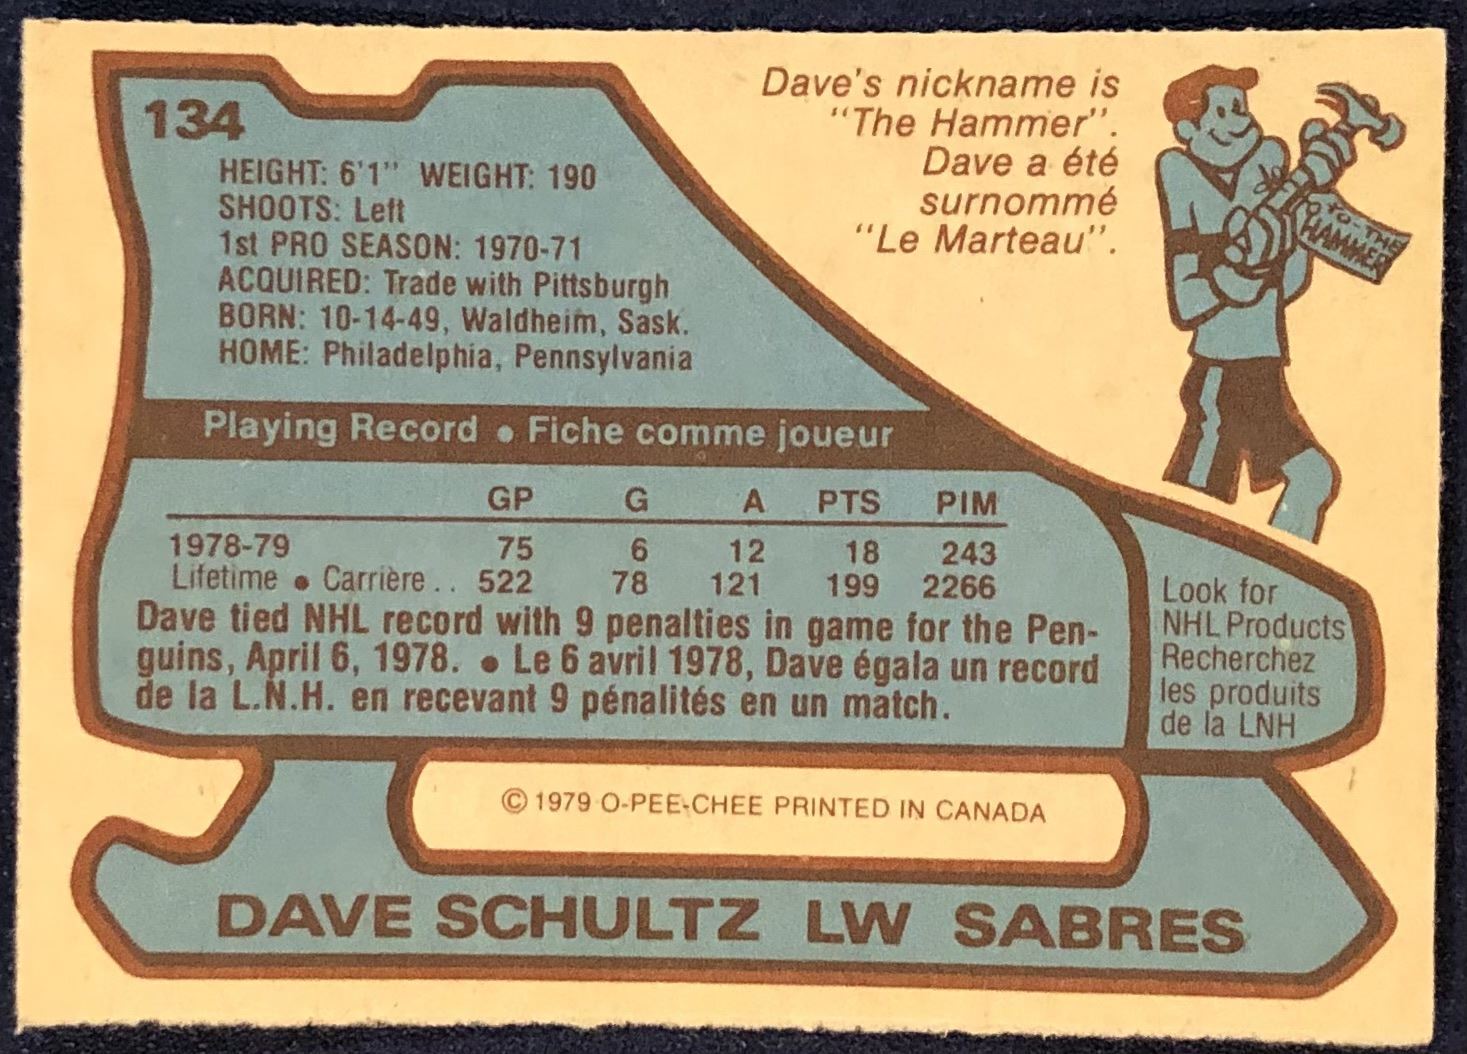 134
HEIGHT: 6'1" WEIGHT: 190
SHOOTS: Left
1st PRO SEASON: 1970-71
ACQUIRED: Trade with Pittsburgh
BORN: 10-14-49, Waldheim, Sask.
HOME: Philadelphia, Pennsylvania
Dave's nickname is
"The Hammer".
Dave a été
surnommé
"Le Marteau".
to-THE
HAMMER
Playing Record • Fiche comme joueur
GP G A PTS PIM
1978-79 75 6 12 18 243
Lifetime • Carrière .. 522 78 121 199 2266
Dave tied NHL record with 9 penalties in game for the Pen-
guins, April 6, 1978. • Le 6 avril 1978, Dave égala un record
de la L.N.H. en recevant 9 pénalités en un match.
Look for
NHL Products
Recherchez
les produits
de la LNH
© 1979 O-PEE-CHEE PRINTED IN CANADA
DAVE SCHULTZ LW SABRES